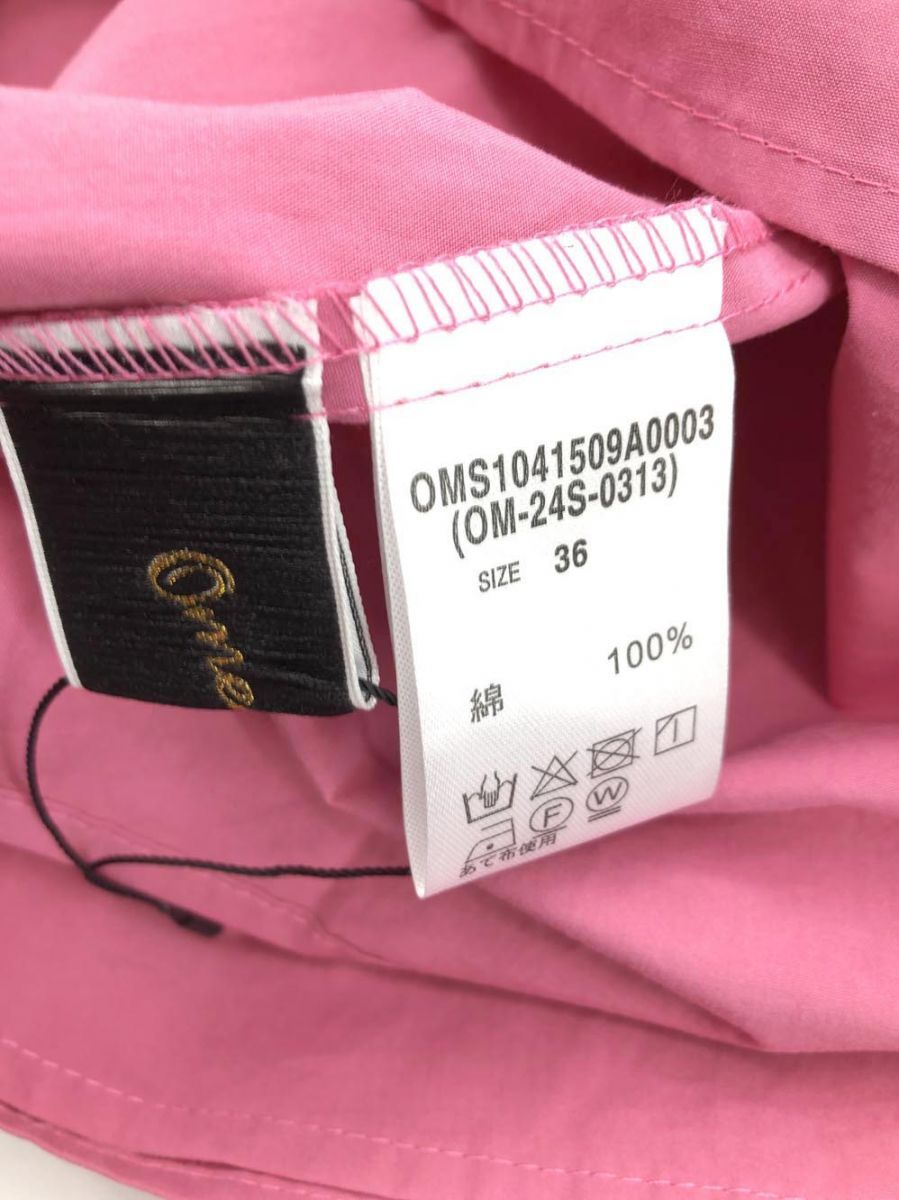 OMS1041509A0003
(OM-24S-0313)
SIZE 36
綿 100%
F W
あて布使用